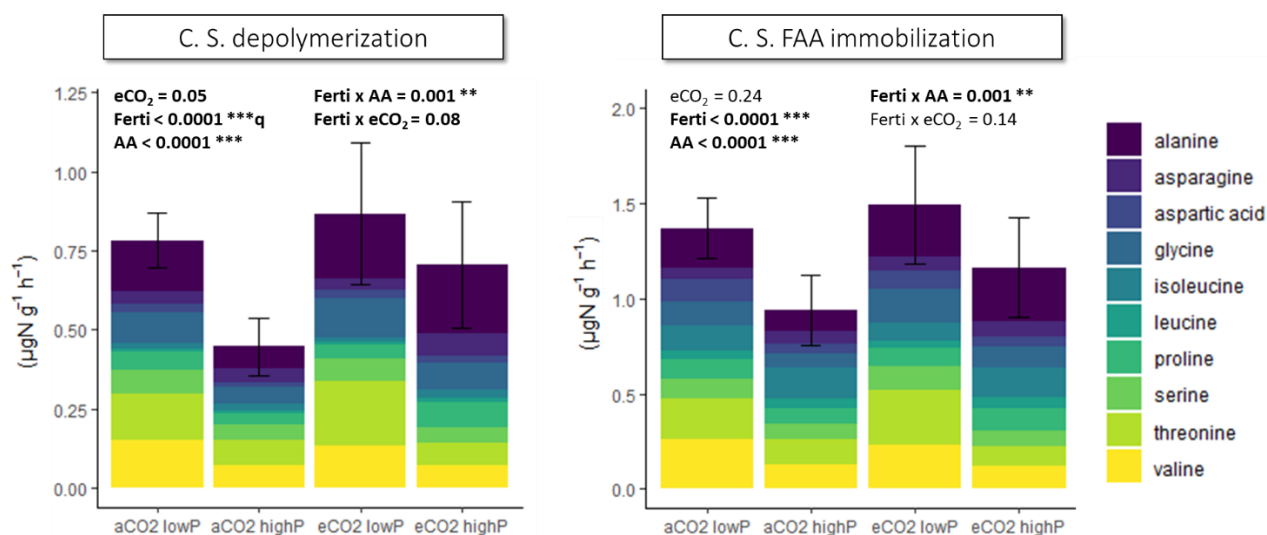 C. S. depolymerization
C. S. FAA immobilization
eCO₂ = 0.05
Ferti < 0.0001 ***q
AA < 0.0001 ***
Ferti x AA = 0.001 **
Ferti x eCO₂ = 0.08
1.25
1.00
0.75
0.50
0.25
0.00
(µgN g⁻¹ h⁻¹)
aCO2 lowP
aCO2 highP
eCO2 lowP
eCO2 highP
eCO₂ = 0.24
Ferti < 0.0001 ***
AA < 0.0001 ***
Ferti x AA = 0.001 **
Ferti x eCO₂ = 0.14
2.0
1.5
1.0
0.5
0.0
(µgN g⁻¹ h⁻¹)
aCO2 lowP
aCO2 highP
eCO2 lowP
eCO2 highP
alanine
asparagine
aspartic acid
glycine
isoleucine
leucine
proline
serine
threonine
valine